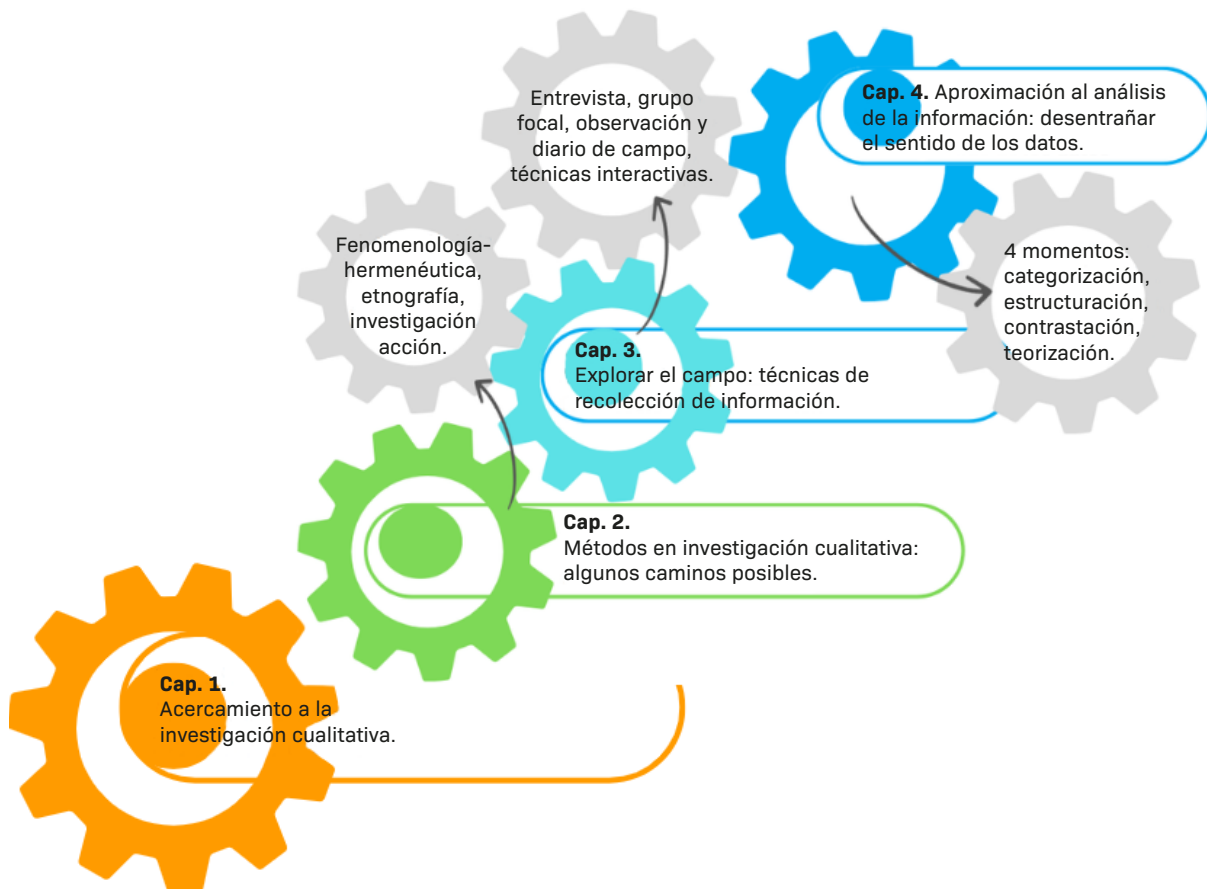 Entrevista, grupo
focal, observación y
diario de campo,
técnicas interactivas.
Cap. 4. Aproximación al análisis
de la información: desentrañar
el sentido de los datos.
Fenomenología-
hermenéutica,
etnografía,
investigación
acción.
4 momentos:
categorización,
estructuración,
contrastación,
teorización.
Cap. 3.
Explorar el campo: técnicas de
recolección de información.
Cap. 2.
Métodos en investigación cualitativa:
algunos caminos posibles.
Cap. 1.
Acercamiento a la
investigación cualitativa.